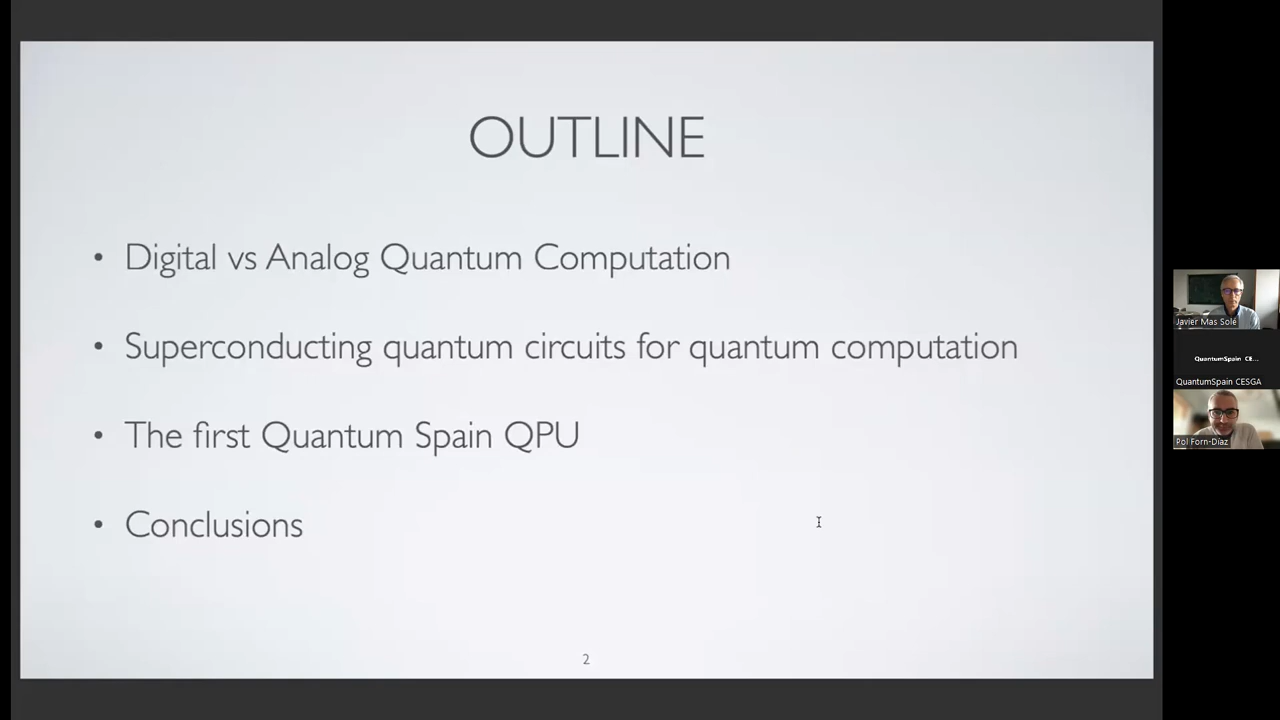 OUTLINE
• Digital vs Analog Quantum Computation
• Superconducting quantum circuits for quantum computation
• The first Quantum Spain QPU
• Conclusions
2
Javier Mas Solé
QuantumSpain CE...
QuantumSpain CESGA
Pol Forn-Díaz